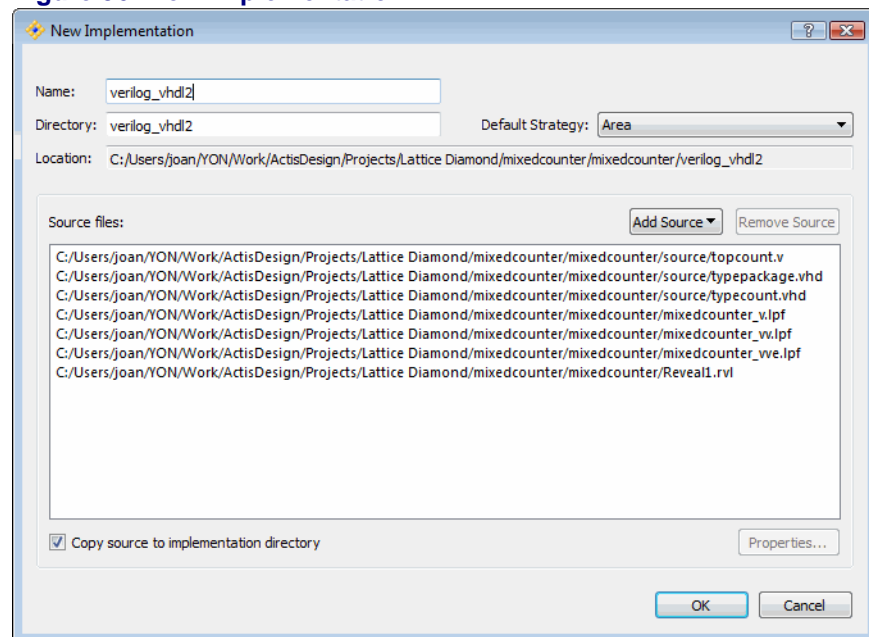 New Implementation
Name: verilog_vhdl2
Directory: verilog_vhdl2 Default Strategy: Area
Location: C:/Users/joan/YON/Work/ActisDesign/Projects/Lattice Diamond/mixedcounter/mixedcounter/verilog_vhdl2
Source files: Add Source Remove Source
C:/Users/joan/YON/Work/ActisDesign/Projects/Lattice Diamond/mixedcounter/mixedcounter/source/topcount.v
C:/Users/joan/YON/Work/ActisDesign/Projects/Lattice Diamond/mixedcounter/mixedcounter/source/typepackage.vhd
C:/Users/joan/YON/Work/ActisDesign/Projects/Lattice Diamond/mixedcounter/mixedcounter/source/typecount.vhd
C:/Users/joan/YON/Work/ActisDesign/Projects/Lattice Diamond/mixedcounter/mixedcounter/mixedcounter_v.lpf
C:/Users/joan/YON/Work/ActisDesign/Projects/Lattice Diamond/mixedcounter/mixedcounter/mixedcounter_vv.lpf
C:/Users/joan/YON/Work/ActisDesign/Projects/Lattice Diamond/mixedcounter/mixedcounter/mixedcounter_vve.lpf
C:/Users/joan/YON/Work/ActisDesign/Projects/Lattice Diamond/mixedcounter/mixedcounter/Reveal1.rvl
Copy source to implementation directory Properties...
OK Cancel